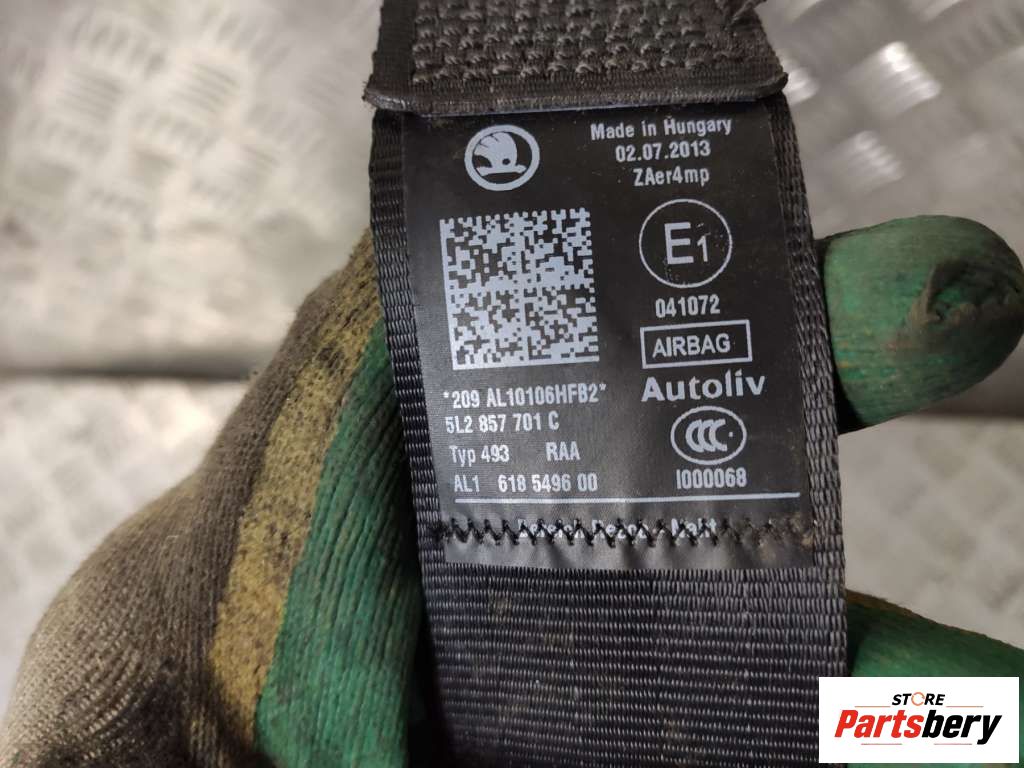 Made in Hungary
02.07.2013
ZAer4mp
E1
041072
AIRBAG
Autoliv
*209 AL10106HFB2*
5L2 857 701 C
Typ 493 RAA
AL1 618 5496 00
CCC
I000068
STORE
Partsbery